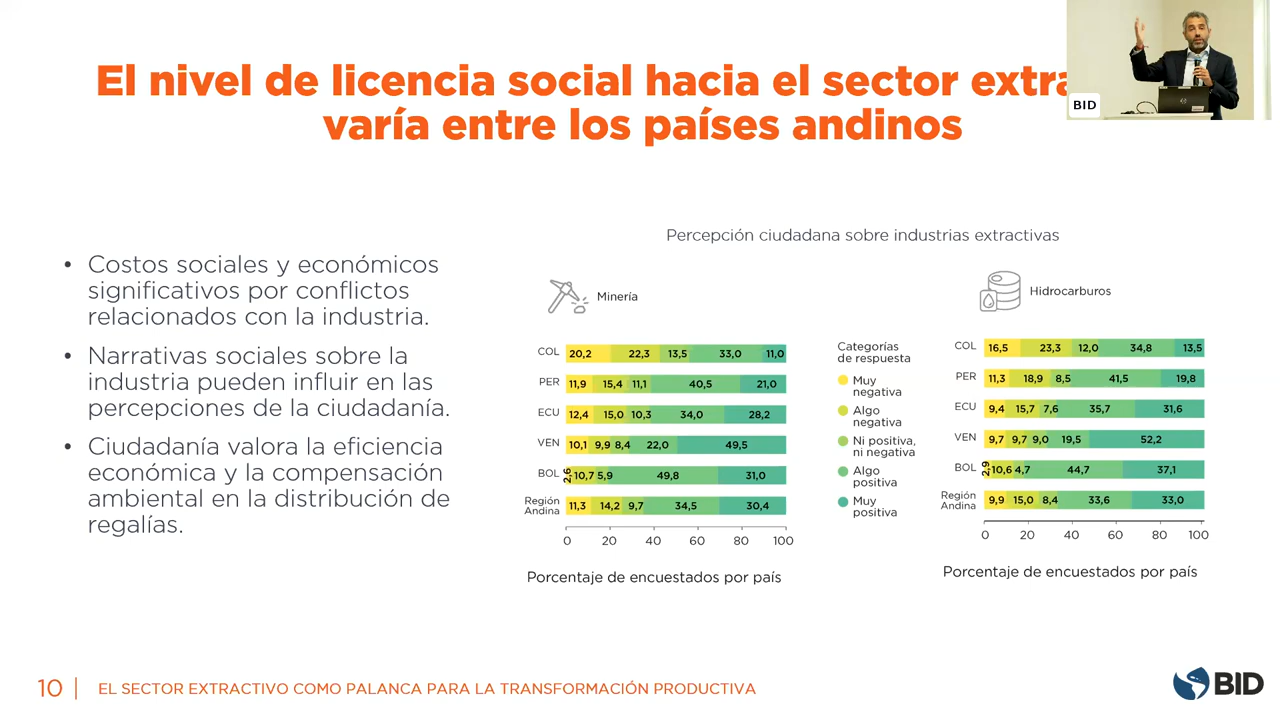 El nivel de licencia social hacia el sector extra
varía entre los países andinos
BID
• Costos sociales y económicos
significativos por conflictos
relacionados con la industria.
• Narrativas sociales sobre la
industria pueden influir en las
percepciones de la ciudadanía.
• Ciudadanía valora la eficiencia
económica y la compensación
ambiental en la distribución de
regalías.
Percepción ciudadana sobre industrias extractivas
Minería
COL 20,2 22,3 13,5 33,0 11,0
PER 11,9 15,4 11,1 40,5 21,0
ECU 12,4 15,0 10,3 34,0 28,2
VEN 10,1 9,9 8,4 22,0 49,5
BOL 2,6 10,7 5,9 49,8 31,0
Región
Andina 11,3 14,2 9,7 34,5 30,4
0 20 40 60 80 100
Porcentaje de encuestados por país
Categorías
de respuesta
Muy
negativa
Algo
negativa
Ni positiva,
ni negativa
Algo
positiva
Muy
positiva
Hidrocarburos
COL 16,5 23,3 12,0 34,8 13,5
PER 11,3 18,9 8,5 41,5 19,8
ECU 9,4 15,7 7,6 35,7 31,6
VEN 9,7 9,7 9,0 19,5 52,2
BOL 2,9 10,6 4,7 44,7 37,1
Región
Andina 9,9 15,0 8,4 33,6 33,0
0 20 40 60 80 100
Porcentaje de encuestados por país
10 | EL SECTOR EXTRACTIVO COMO PALANCA PARA LA TRANSFORMACIÓN PRODUCTIVA
BID